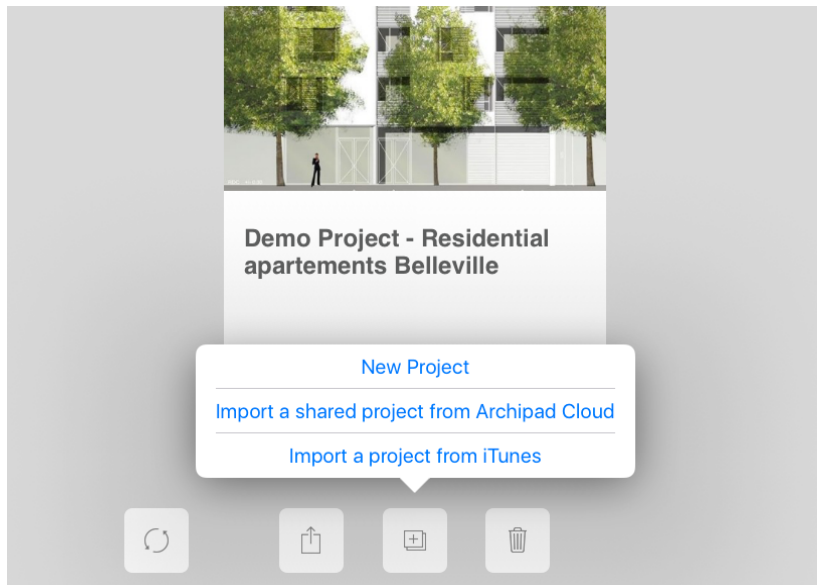 Demo Project - Residential
apartements Belleville
New Project
Import a shared project from Archipad Cloud
Import a project from iTunes